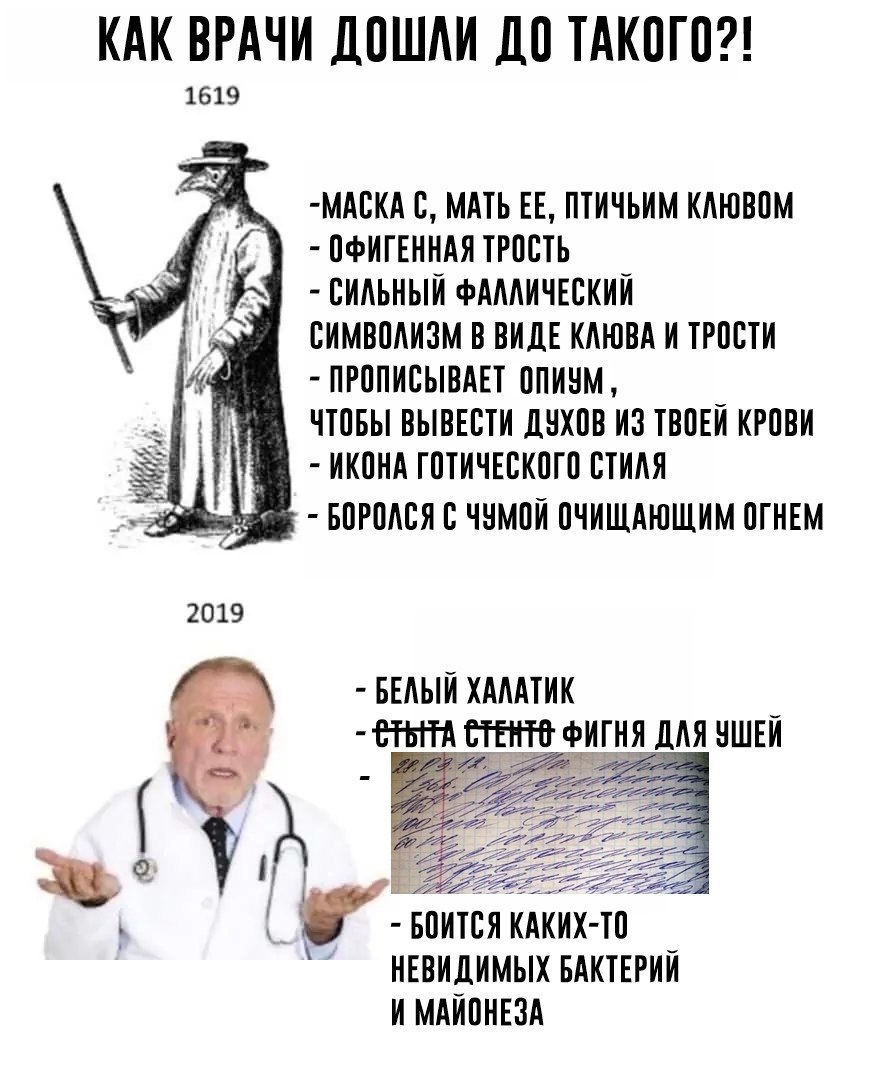 КАК ВРАЧИ ДОШЛИ ДО ТАКОГО?!
1619
-МАСКА С, МАТЬ ЕЕ, ПТИЧЬИМ КЛЮВОМ
- ОФИГЕННАЯ ТРОСТЬ
- СИЛЬНЫЙ ФАЛЛИЧЕСКИЙ
СИМВОЛИЗМ В ВИДЕ КЛЮВА И ТРОСТИ
- ПРОПИСЫВАЕТ ОПИУМ,
ЧТОБЫ ВЫВЕСТИ ДУХОВ ИЗ ТВОЕЙ КРОВИ
- ИКОНА ГОТИЧЕСКОГО СТИЛЯ
- БОРОЛСЯ С ЧУМОЙ ОЧИЩАЮЩИМ ОГНЕМ
2019
- БЕЛЫЙ ХАЛАТИК
- СТЫТА СТЕНТО ФИГНЯ ДЛЯ УШЕЙ
-
- БОИТСЯ КАКИХ-ТО
НЕВИДИМЫХ БАКТЕРИЙ
И МАЙОНЕЗА